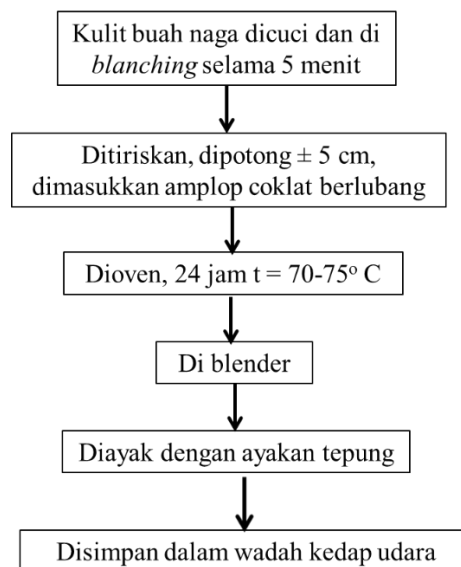 Kulit buah naga dicuci dan di
blanching selama 5 menit
Ditiriskan, dipotong ± 5 cm,
dimasukkan amplop coklat berlubang
Dioven, 24 jam t = 70-75° C
Di blender
Diayak dengan ayakan tepung
Disimpan dalam wadah kedap udara